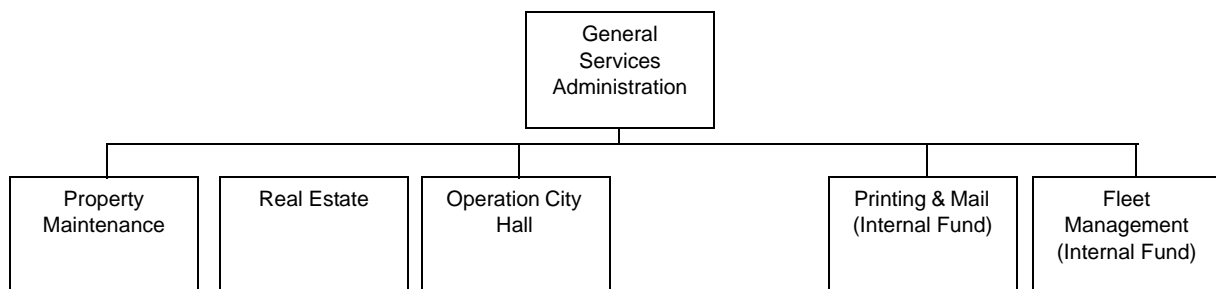 General
Services
Administration
Property
Maintenance
Real Estate
Operation City
Hall
Printing & Mail
(Internal Fund)
Fleet
Management
(Internal Fund)